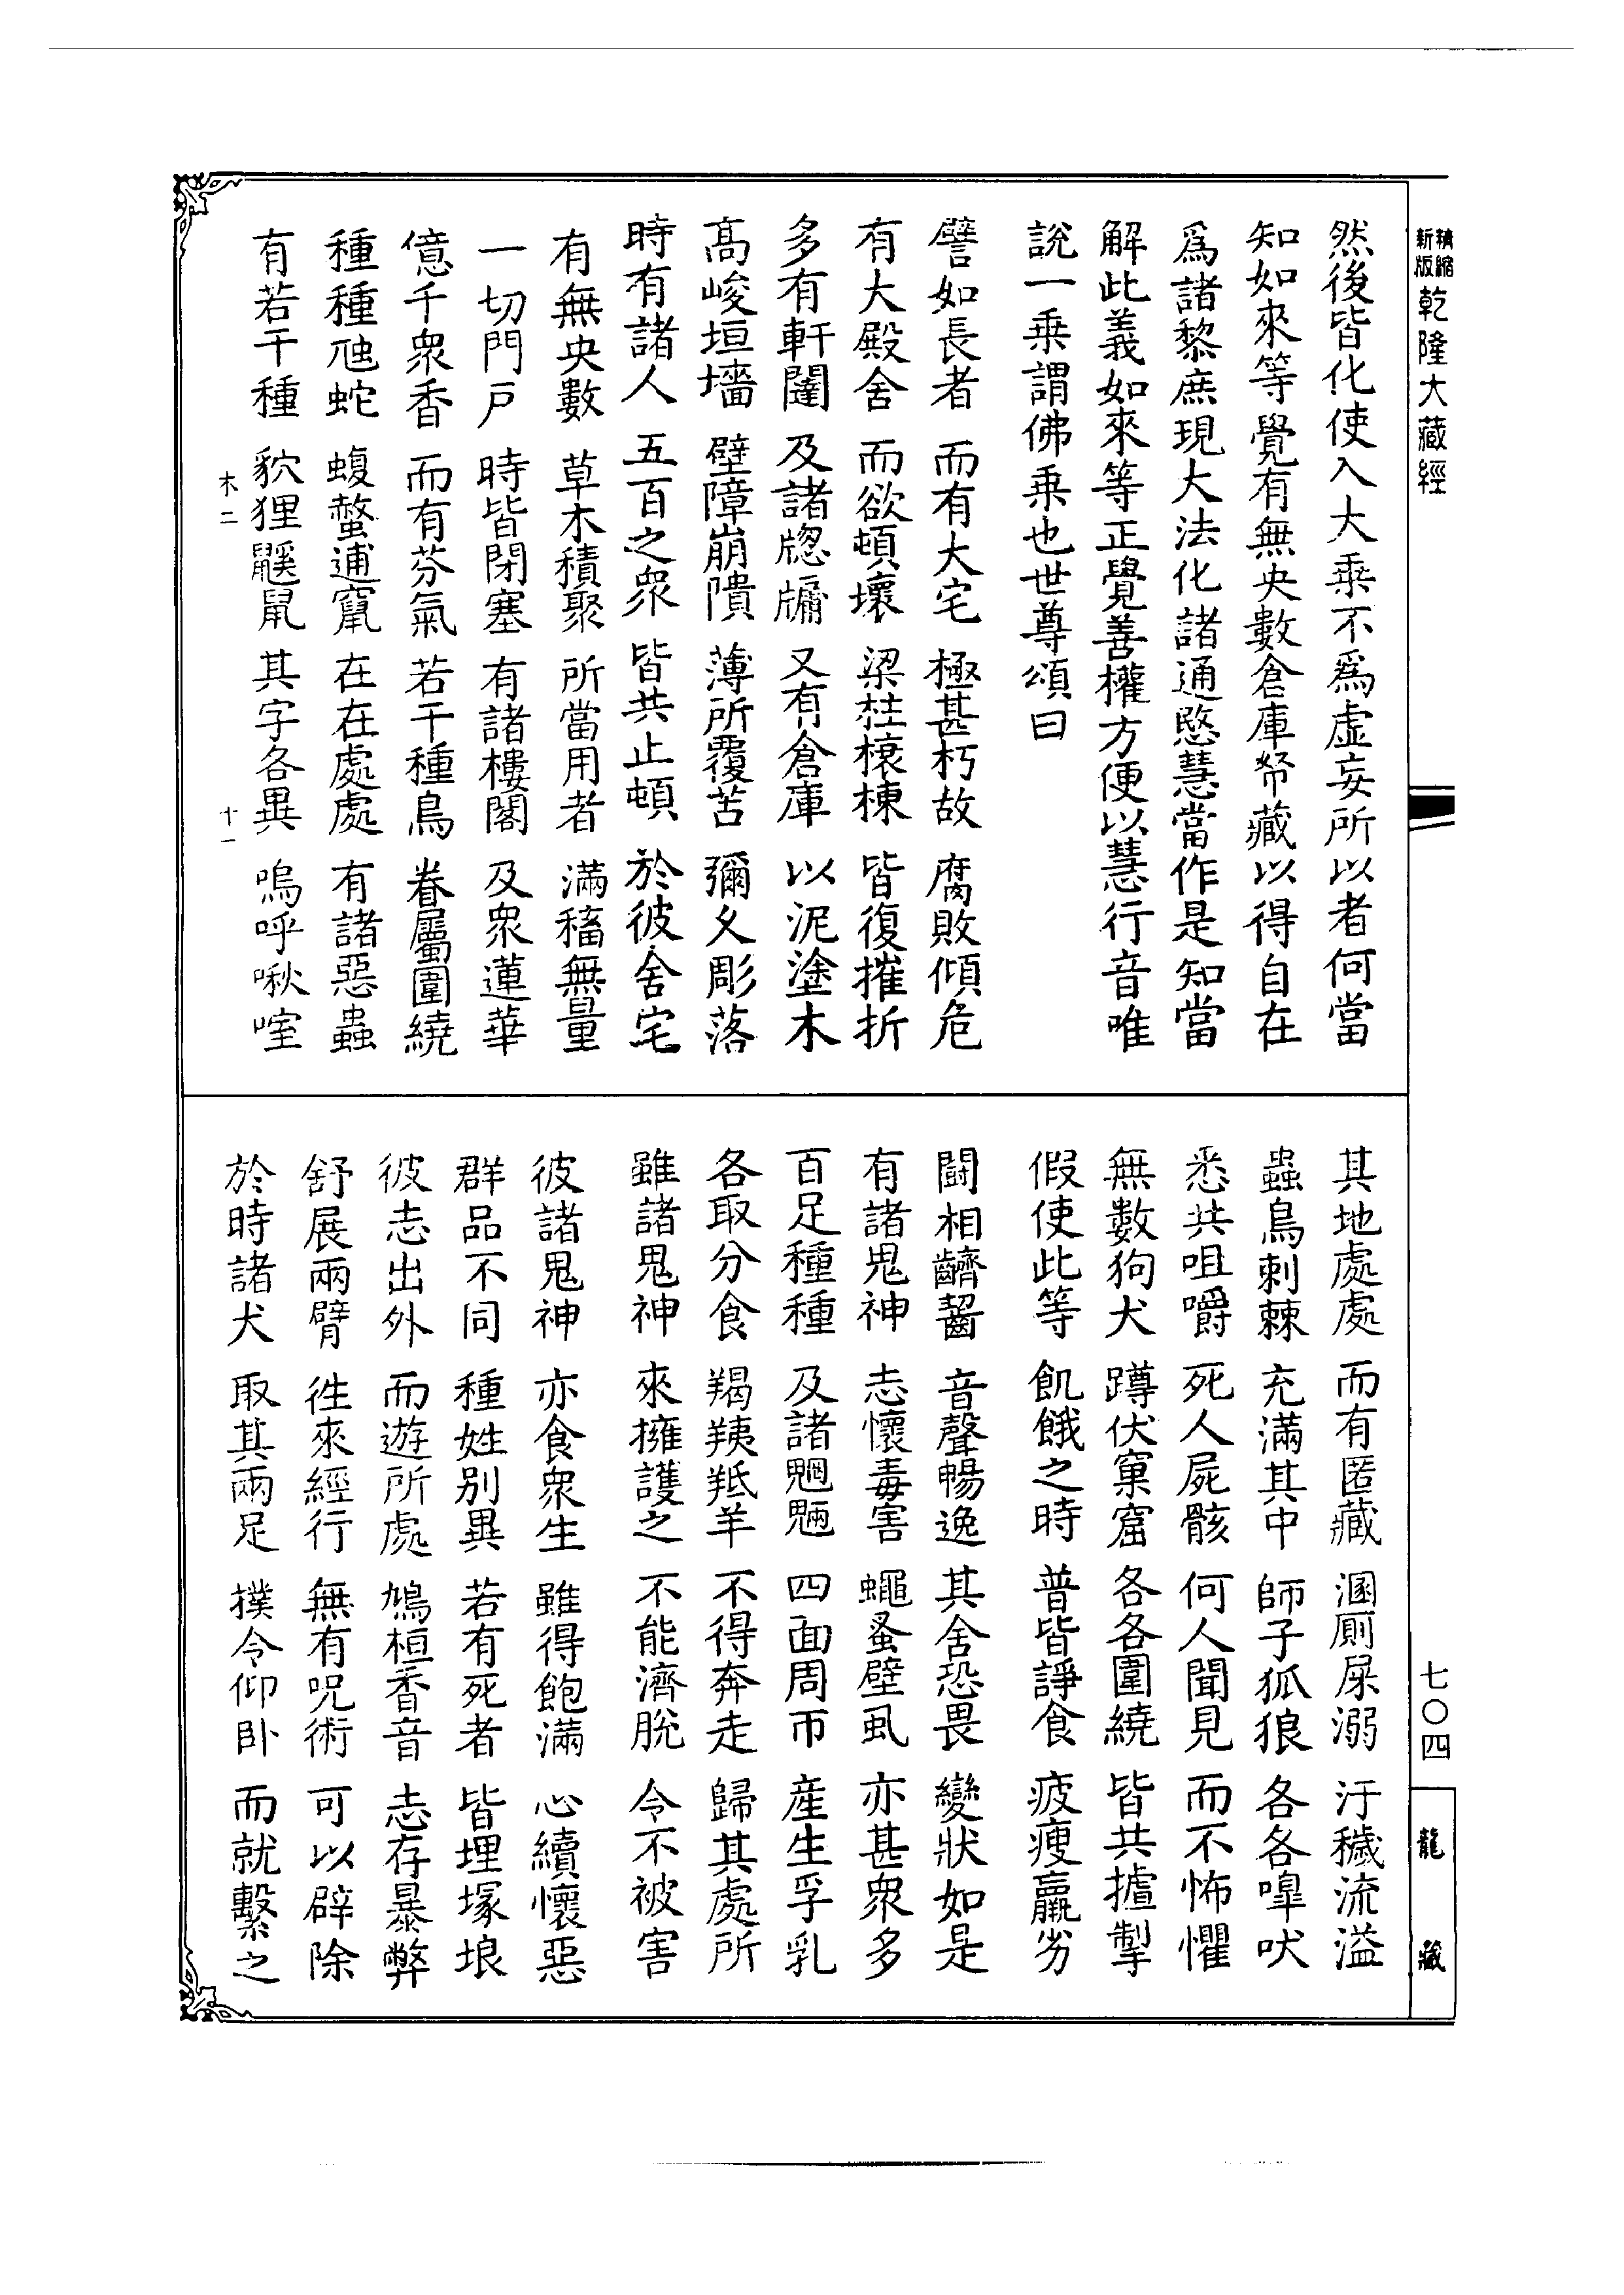 精縮新版乾隆大藏經
然後皆化使入大乘不爲虛妄所以者何當
知如來等覺有無央數倉庫帑藏以得自在
爲諸黎庶現大法化諸通愍慧當作是知當
解此義如來等正覺善權方便以慧行音唯
說一乘謂佛乘也世尊頌曰
譬如長者 而有大宅 極甚朽故 腐敗傾危
有大殿舍 而欲頓壞 梁柱榱棟 皆復摧折
多有軒闥 及諸牕牖 又有倉庫 以泥塗木
高峻垣墻 壁障崩隤 薄所覆苫 彌久彫落
時有諸人 五百之衆 皆共止頓 於彼舍宅
有無央數 草木積聚 所當用者 滿穡無量
一切門戶 時皆閉塞 有諸樓閣 及衆蓮華
億千衆香 而有芬氣 若干種鳥 眷屬圍繞
種種虺蛇 蝮螫逋竄 在在處處 有諸惡蟲
有若干種 狖狸鼷鼠 其字各異 嗚呼啾喹
木二 十一
其地處處 而有匿藏 溷厠屎溺 汙穢流溢
蟲鳥刺棘 充滿其中 師子狐狼 各各嘷吠
悉共咀嚼 死人屍骸 何人聞見 而不怖懼
無數狗犬 蹲伏窠窟 各各圍繞 皆共摣掣
假使此等 飢餓之時 普皆諍食 疲瘦羸劣
鬪相齹齧 音聲暢逸 其舍恐畏 變狀如是
有諸鬼神 志懷毒害 蠅蚤壁虱 亦甚衆多
百足種種 及諸魍魎 四面周帀 產生孚乳
各取分食 羯羠羝羊 不得奔走 歸其處所
雖諸鬼神 來擁護之 不能濟脫 令不被害
彼諸鬼神 亦食衆生 雖得飽滿 心續懷惡
群品不同 種姓別異 若有死者 皆埋塚埌
彼志出外 而遊所處 鳩桓香音 志存暴弊
舒展兩臂 徃來經行 無有呪術 可以辟除
於時諸犬 取其兩足 撲令仰臥 而就繫之
七〇四
龍藏